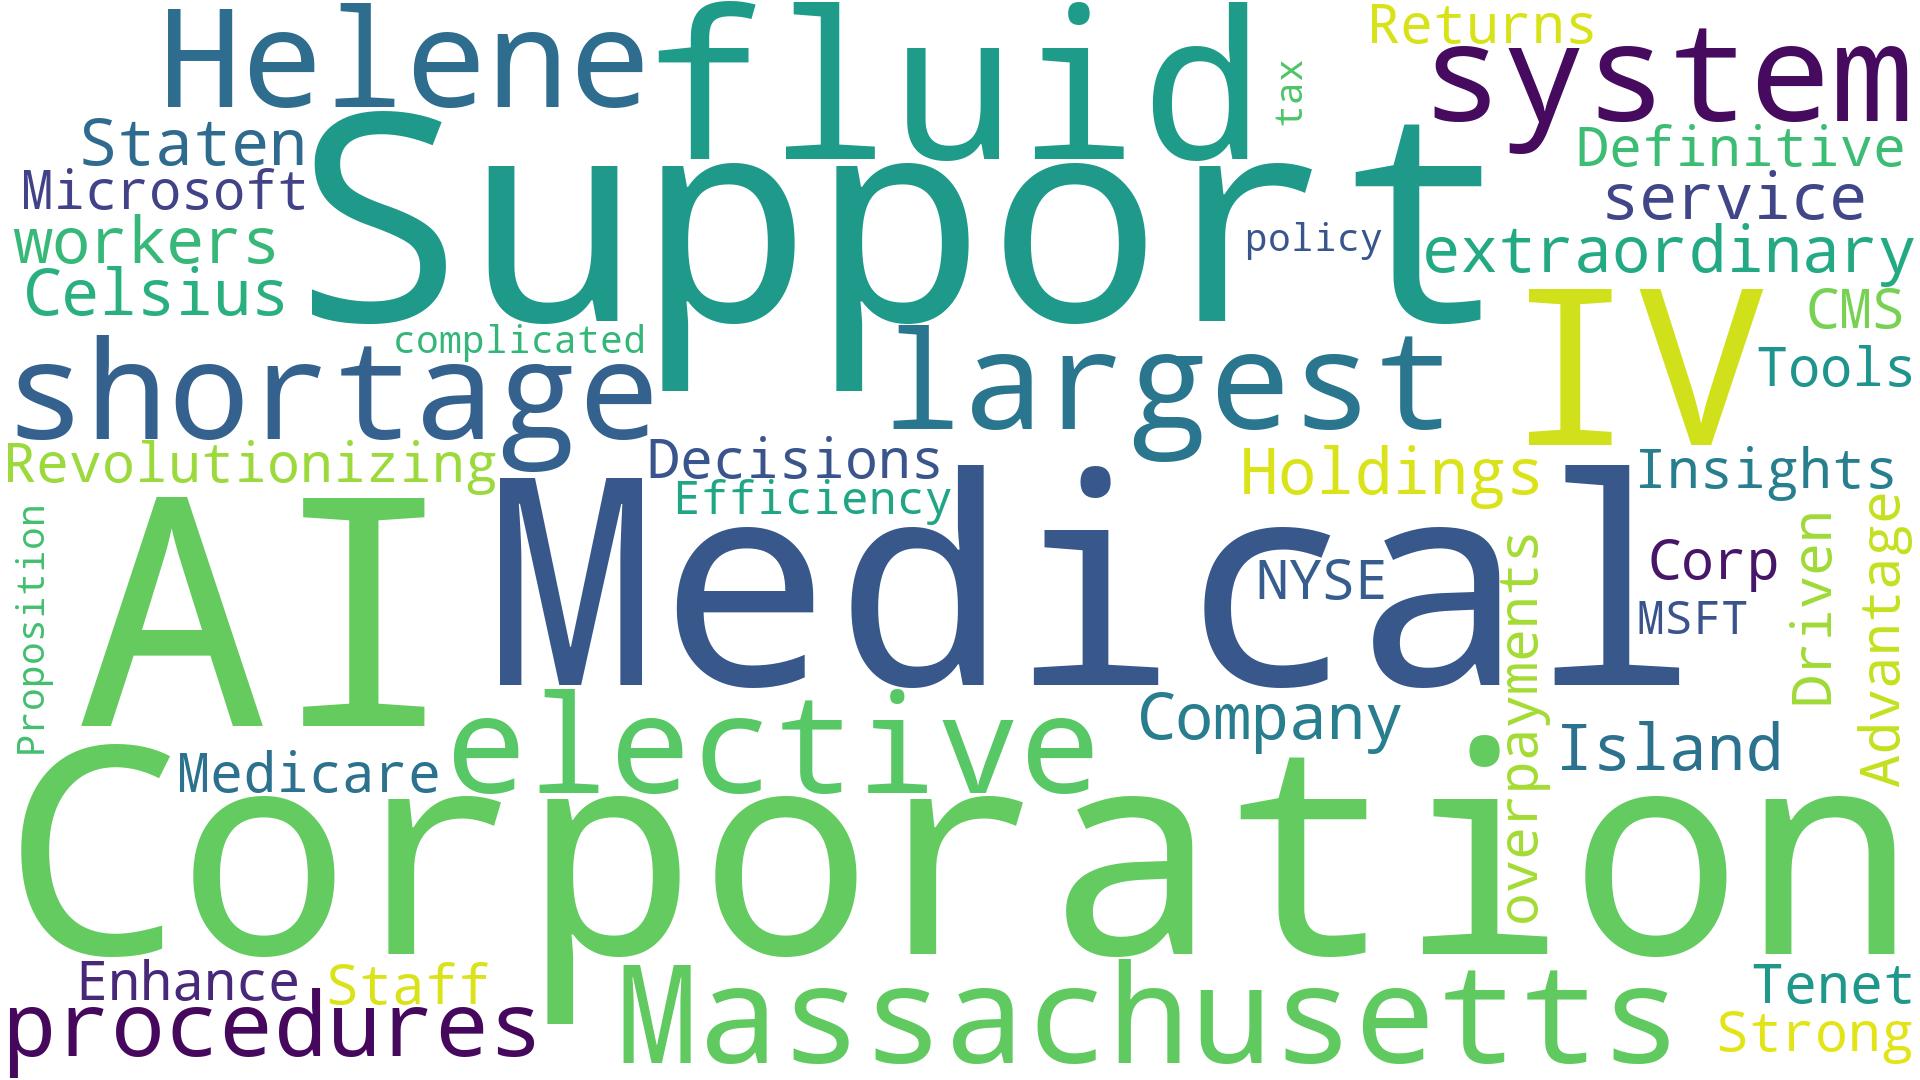 Helene
fluid
Returns
system
tax
Staten
Support
Definitive
Microsoft
service
workers
policy
extraordinary
Celsius
IV
CMS
complicated
shortage
largest
Tools
Revolutionizing
Decisions
Holdings
Insights
Efficiency
AI
Medical
Proposition
NYSE
overpayments
Corp
MSFT
Driven
Advantage
elective
Company
Island
Medicare
Corporation
Enhance
Staff
procedures
Massachusetts
Tenet
Strong